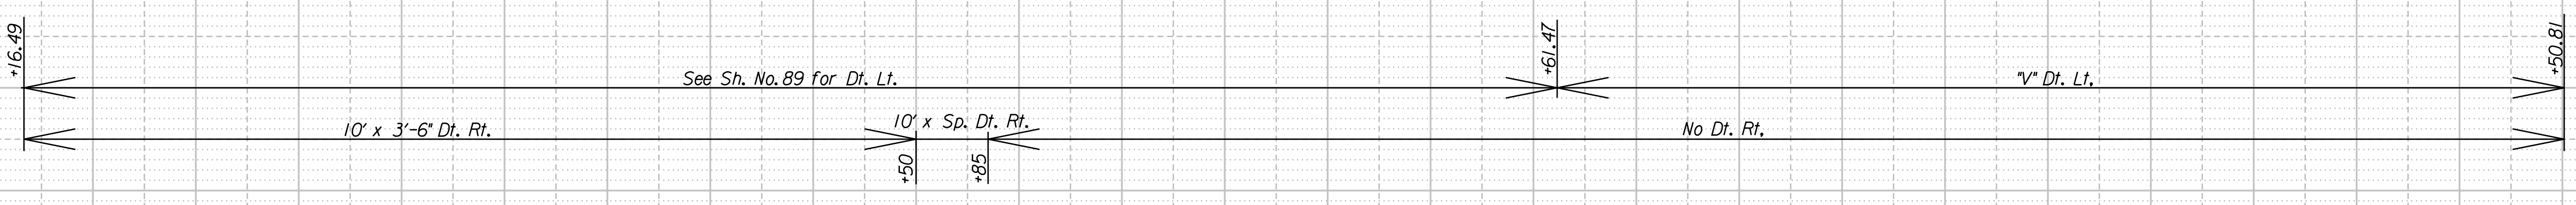 +16.49
+61.47
+50.81
See Sh. No. 89 for Dt. Lt.
"V" Dt. Lt.
10' x 3'-6" Dt. Rt.
10' x Sp. Dt. Rt.
No Dt. Rt.
+50
+85